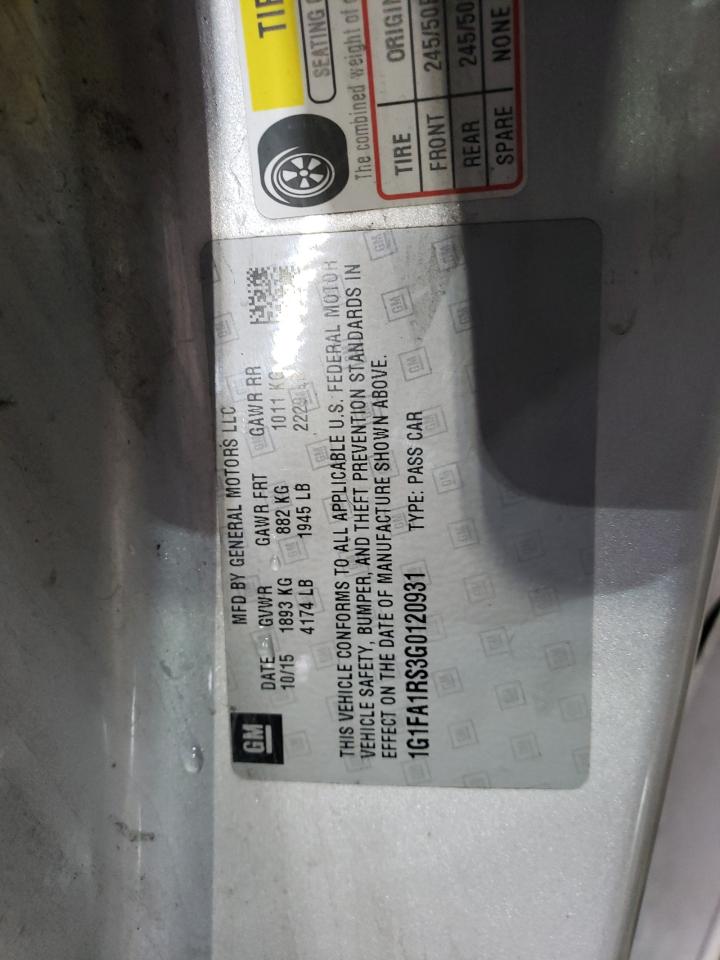 TIRE
SEATING
The combined weight of
TIRE ORIGIN
FRONT 245/50
REAR 245/50
SPARE NONE
MFD BY GENERAL MOTORS LLC
GM
DATE GVWR GAWR FRT GAWR RR
10/15 1893 KG 882 KG 1011 KG
4174 LB 1945 LB 2229
THIS VEHICLE CONFORMS TO ALL APPLICABLE U.S. FEDERAL MOTOR
VEHICLE SAFETY, BUMPER, AND THEFT PREVENTION STANDARDS IN
EFFECT ON THE DATE OF MANUFACTURE SHOWN ABOVE.
1G1FA1RS3G0120931 TYPE: PASS CAR